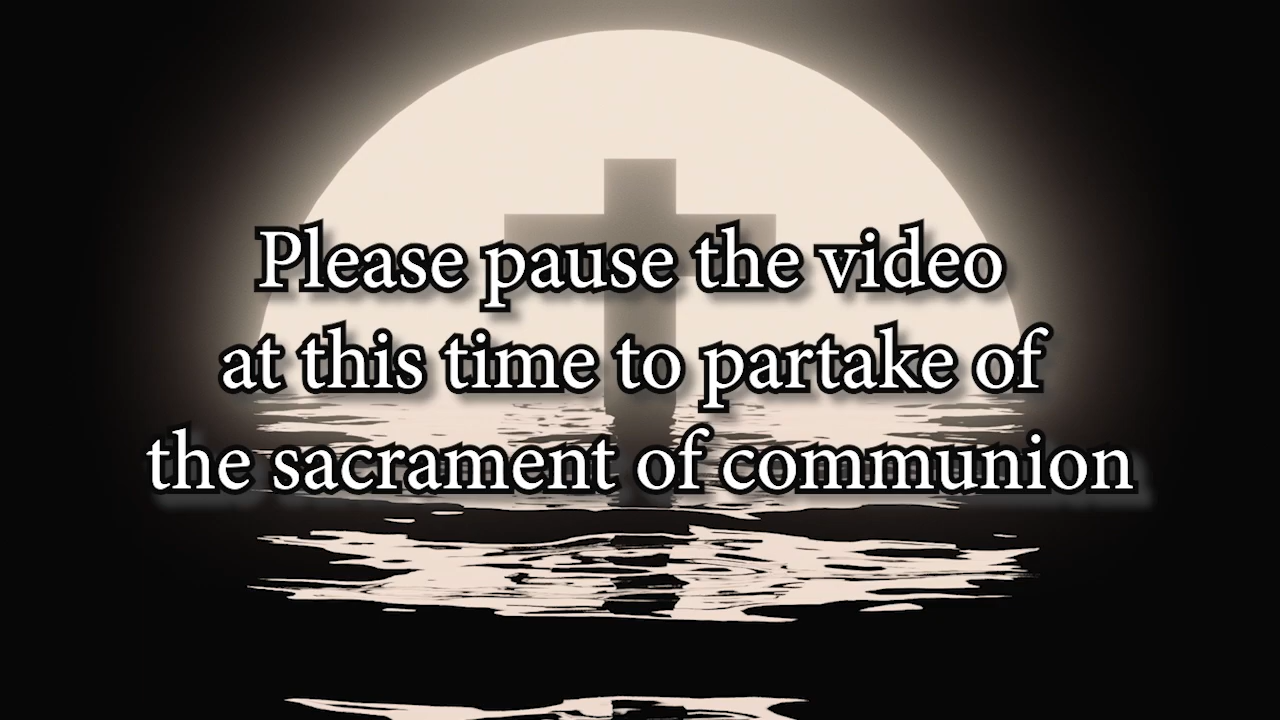 Please pause the video
at this time to partake of
the sacrament of communion